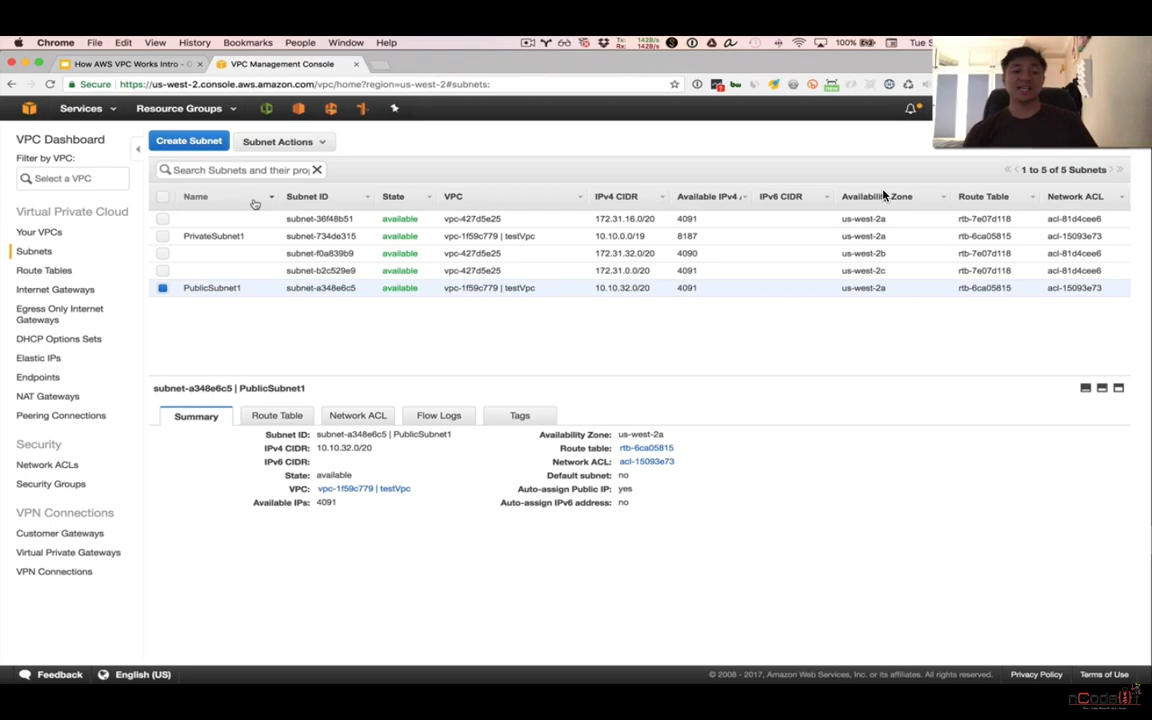 Chrome File Edit View History Bookmarks People Window Help 100% Tue S
How AWS VPC Works Intro - VPC Management Console
Secure https://us-west-2.console.aws.amazon.com/vpc/home?region=us-west-2#subnets:
Services Resource Groups
VPC Dashboard
Filter by VPC:
Select a VPC
Virtual Private Cloud
Your VPCs
Subnets
Route Tables
Internet Gateways
Egress Only Internet
Gateways
DHCP Options Sets
Elastic IPs
Endpoints
NAT Gateways
Peering Connections
Security
Network ACLs
Security Groups
VPN Connections
Customer Gateways
Virtual Private Gateways
VPN Connections
Create Subnet Subnet Actions
Search Subnets and their prop 1 to 5 of 5 Subnets
Name Subnet ID State VPC IPv4 CIDR Available IPv4 IPv6 CIDR Availability Zone Route Table Network ACL
subnet-36f48b51 available vpc-427d5e25 172.31.16.0/20 4091 us-west-2a rtb-7e07d118 acl-81d4cee6
PrivateSubnet1 subnet-734de315 available vpc-1f59c779 | testVpc 10.10.0.0/19 8187 us-west-2a rtb-6ca05815 acl-15093e73
subnet-f0a839b9 available vpc-427d5e25 172.31.32.0/20 4090 us-west-2b rtb-7e07d118 acl-81d4cee6
subnet-b2c529e9 available vpc-427d5e25 172.31.0.0/20 4091 us-west-2c rtb-7e07d118 acl-81d4cee6
PublicSubnet1 subnet-a348e6c5 available vpc-1f59c779 | testVpc 10.10.32.0/20 4091 us-west-2a rtb-6ca05815 acl-15093e73
subnet-a348e6c5 | PublicSubnet1
Summary Route Table Network ACL Flow Logs Tags
Subnet ID: subnet-a348e6c5 | PublicSubnet1 Availability Zone: us-west-2a
IPv4 CIDR: 10.10.32.0/20 Route table: rtb-6ca05815
IPv6 CIDR: Network ACL: acl-15093e73
State: available Default subnet: no
VPC: vpc-1f59c779 | testVpc Auto-assign Public IP: yes
Available IPs: 4091 Auto-assign IPv6 address: no
Feedback English (US) © 2008 - 2017, Amazon Web Services, Inc. or its affiliates. All rights reserved. Privacy Policy Terms of Use